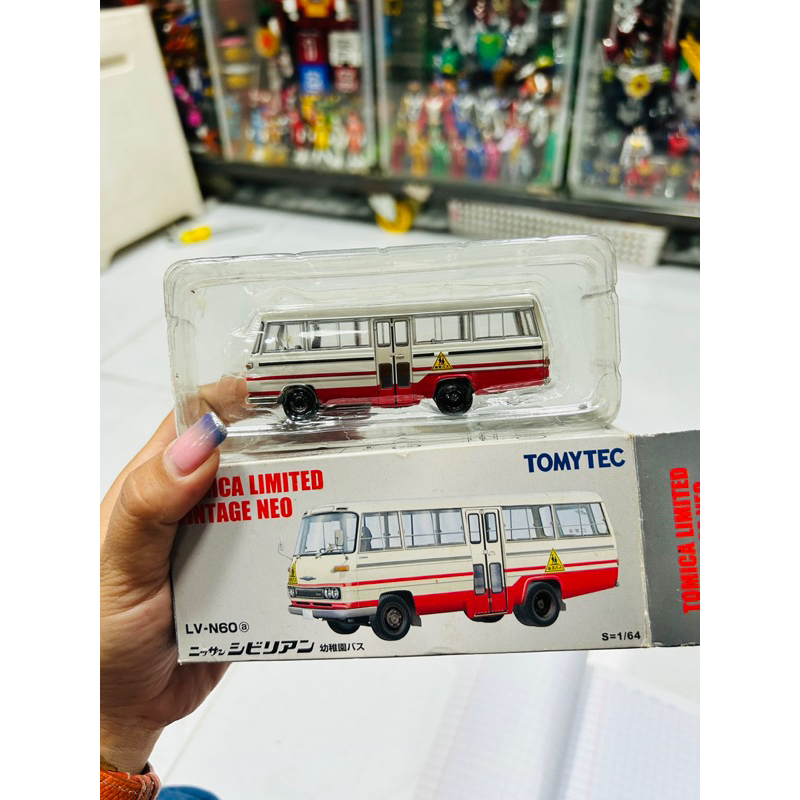 TOMYTEC
MICA LIMITED
INTAGE NEO
LV-N60ⓐ
ニッサン シビリアン 幼稚園バス
S=1/64
TOMICA LIMITED